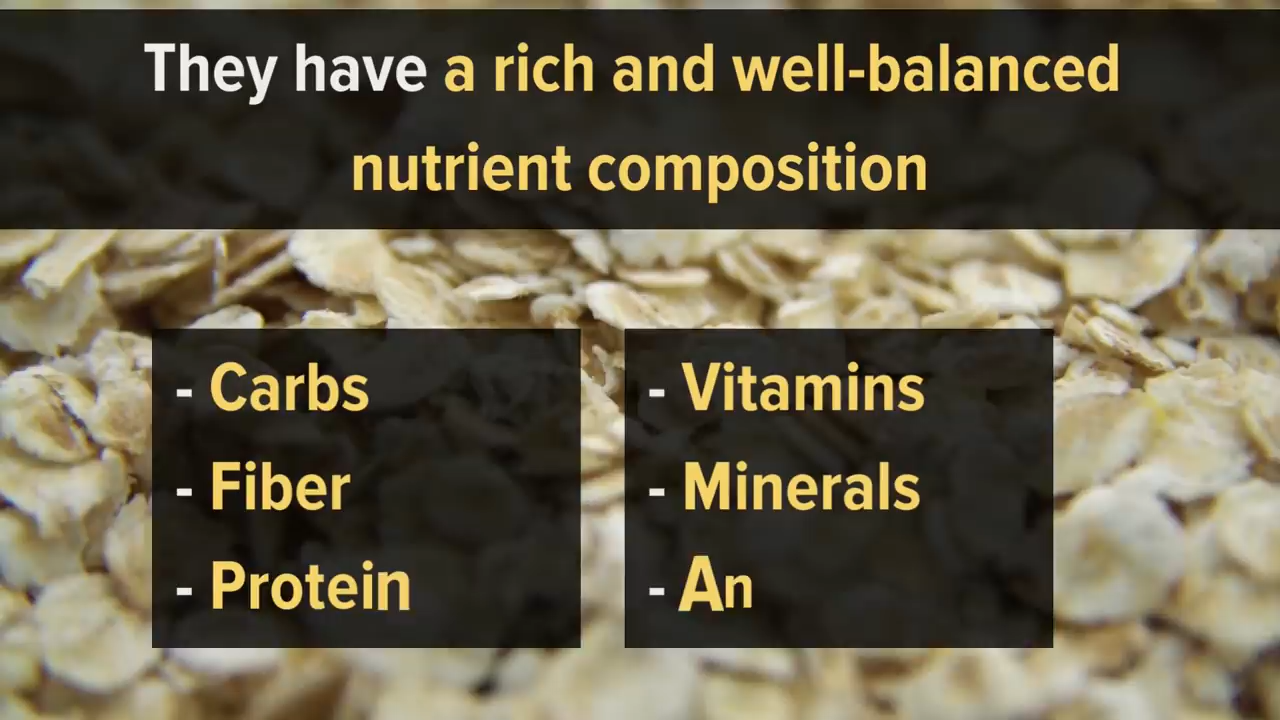 They have a rich and well-balanced
nutrient composition
- Carbs
- Fiber
- Protein
- Vitamins
- Minerals
- An